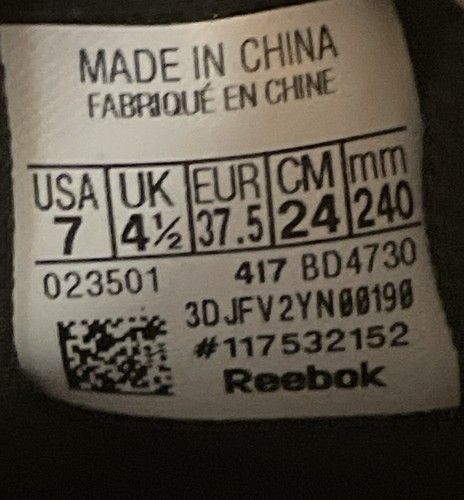 MADE IN CHINA
FABRIQUÉ EN CHINE
USA UK EUR CM mm
7 4½ 37.5 24 240
023501 417 BD4730
3DJFV2YN00190
#117532152
Reebok